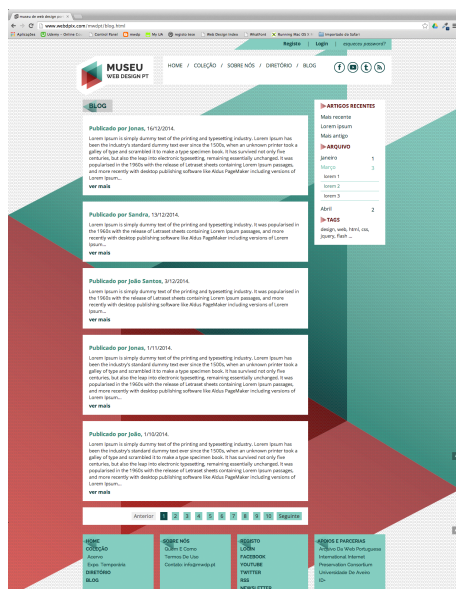 museu de web design po
www.webdpix.com/medpt/blog.html
Aplicações Udemy - Online Co Control Panel medp My UA registo teste Web Design Index WhatFont Running Mac OS X importado do Safari
Registo | Login | esqueceu password?
MUSEU
WEB DESIGN PT
HOME / COLEÇÃO / SOBRE NÓS / DIRETÓRIO / BLOG
BLOG
Publicado por Jonas, 16/12/2014.
Lorem Ipsum is simply dummy text of the printing and typesetting industry. Lorem Ipsum has
been the industry's standard dummy text ever since the 1500s, when an unknown printer took a
galley of type and scrambled it to make a type specimen book. It has survived not only five
centuries, but also the leap into electronic typesetting, remaining essentially unchanged. It was
popularised in the 1960s with the release of Letraset sheets containing Lorem Ipsum passages, and
more recently with desktop publishing software like Aldus PageMaker including versions of Lorem
Ipsum...
ver mais
Publicado por Sandra, 13/12/2014.
Lorem Ipsum is simply dummy text of the printing and typesetting industry. It was popularised in
the 1960s with the release of Letraset sheets containing Lorem Ipsum passages, and more
recently with desktop publishing software like Aldus PageMaker including versions of Lorem
Ipsum...
ver mais
Publicado por João Santos, 3/12/2014.
Lorem Ipsum is simply dummy text of the printing and typesetting industry. It was popularised in
the 1960s with the release of Letraset sheets containing Lorem Ipsum passages, and more
recently with desktop publishing software like Aldus PageMaker including versions of Lorem
Ipsum...
ver mais
Publicado por Jonas, 1/11/2014.
Lorem Ipsum is simply dummy text of the printing and typesetting industry. Lorem Ipsum has
been the industry's standard dummy text ever since the 1500s, when an unknown printer took a
galley of type and scrambled it to make a type specimen book. It has survived not only five
centuries, but also the leap into electronic typesetting, remaining essentially unchanged. It was
popularised in the 1960s with the release of Letraset sheets containing Lorem Ipsum passages,
and more recently with desktop publishing software like Aldus PageMaker including versions of
Lorem Ipsum...
ver mais
Publicado por João, 1/10/2014.
Lorem Ipsum is simply dummy text of the printing and typesetting industry. Lorem Ipsum has
been the industry's standard dummy text ever since the 1500s, when an unknown printer took a
galley of type and scrambled it to make a type specimen book. It has survived not only five
centuries, but also the leap into electronic typesetting, remaining essentially unchanged. It was
popularised in the 1960s with the release of Letraset sheets containing Lorem Ipsum passages,
and more recently with desktop publishing software like Aldus PageMaker including versions of
Lorem Ipsum...
ver mais
ARTIGOS RECENTES
Mais recente
Lorem ipsum
Mais antigo
ARQUIVO
Janeiro 1
Março 3
lorem 1
lorem 2
lorem 3
Abril 2
TAGS
design, web, html, css,
jquery, flash ...
Anterior 1 2 3 4 5 6 7 8 9 10 Seguinte
HOME
COLEÇÃO
Acervo
Expo. Temporária
DIRETÓRIO
BLOG
SOBRE NÓS
Quem E Como
Termos De Uso
Contato: info@medp.pt
REGISTO
LOGIN
FACEBOOK
YOUTUBE
TWITTER
RSS
NEWSLETTER
APOIOS E PARCERIAS
Arquivo Da Web Portuguesa
International Internet
Preservation Consortium
Universidade De Aveiro
ID+